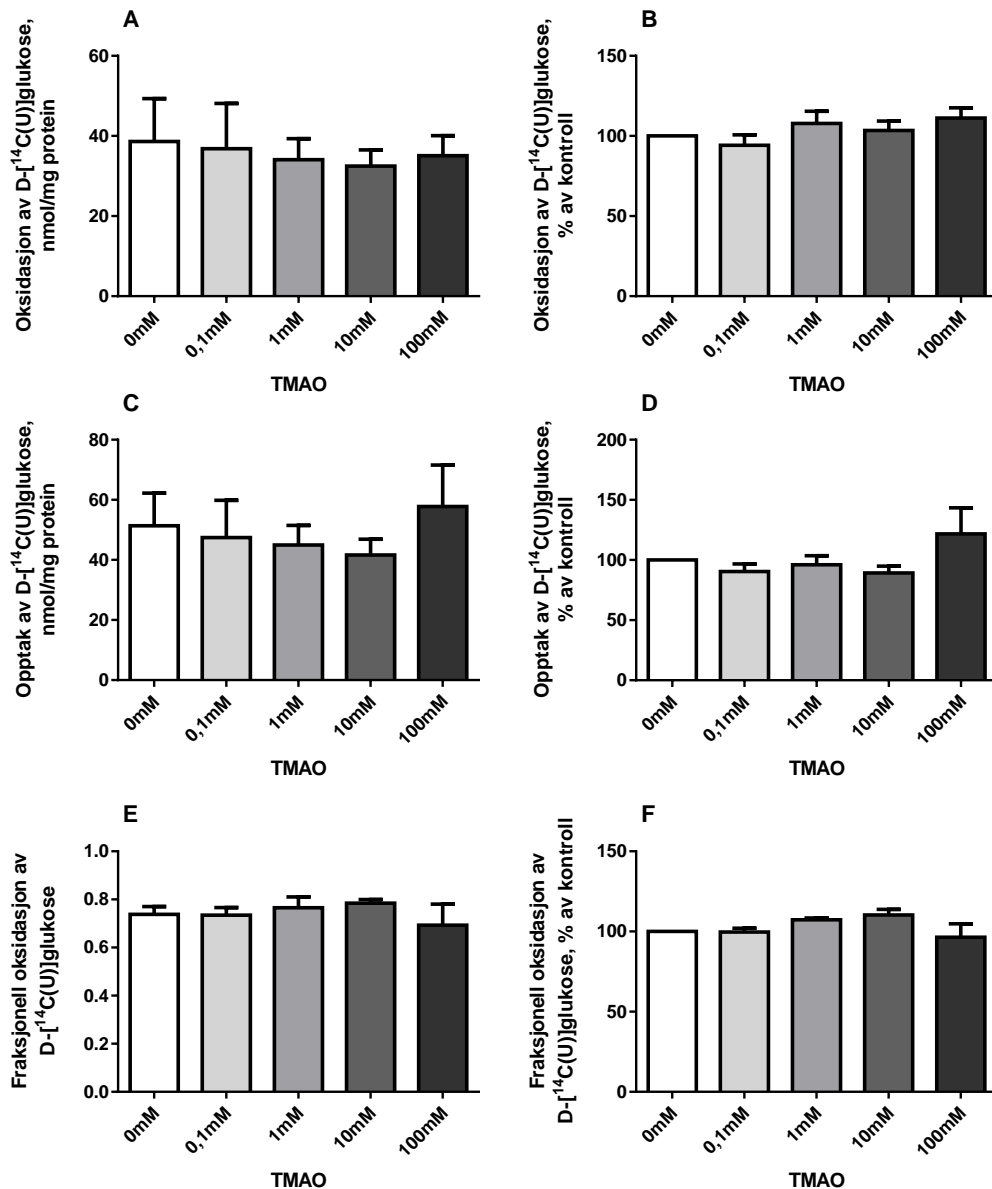 A
Oksidasjon av D-[¹⁴C(U)]glukose,
nmol/mg protein
60
40
20
0
0mM
0,1mM
1mM
10mM
100mM
TMAO
B
Oksidasjon av D-[¹⁴C(U)]glukose,
% av kontroll
150
100
50
0
0mM
0,1mM
1mM
10mM
100mM
TMAO
C
Opptak av D-[¹⁴C(U)]glukose,
nmol/mg protein
80
60
40
20
0
0mM
0,1mM
1mM
10mM
100mM
TMAO
D
Opptak av D-[¹⁴C(U)]glukose,
% av kontroll
200
150
100
50
0
0mM
0,1mM
1mM
10mM
100mM
TMAO
E
Fraksjonell oksidasjon av
D-[¹⁴C(U)]glukose
1.0
0.8
0.6
0.4
0.2
0.0
0mM
0,1mM
1mM
10mM
100mM
TMAO
F
Fraksjonell oksidasjon av
D-[¹⁴C(U)]glukose, % av kontroll
150
100
50
0
0mM
0,1mM
1mM
10mM
100mM
TMAO